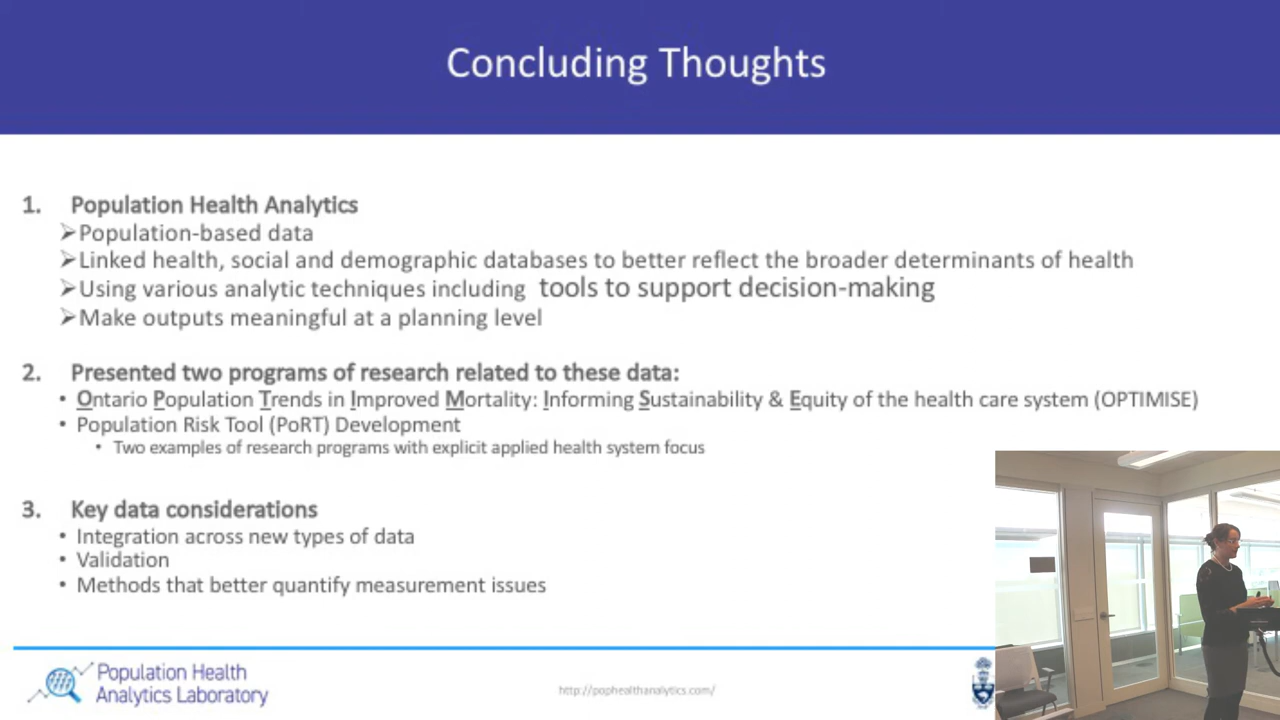 Concluding Thoughts
1. Population Health Analytics
➢Population-based data
➢Linked health, social and demographic databases to better reflect the broader determinants of health
➢Using various analytic techniques including tools to support decision-making
➢Make outputs meaningful at a planning level
2. Presented two programs of research related to these data:
• Ontario Population Trends in Improved Mortality: Informing Sustainability & Equity of the health care system (OPTIMISE)
• Population Risk Tool (PoRT) Development
• Two examples of research programs with explicit applied health system focus
3. Key data considerations
• Integration across new types of data
• Validation
• Methods that better quantify measurement issues
Population Health
Analytics Laboratory
http://pophealthanalytics.com/